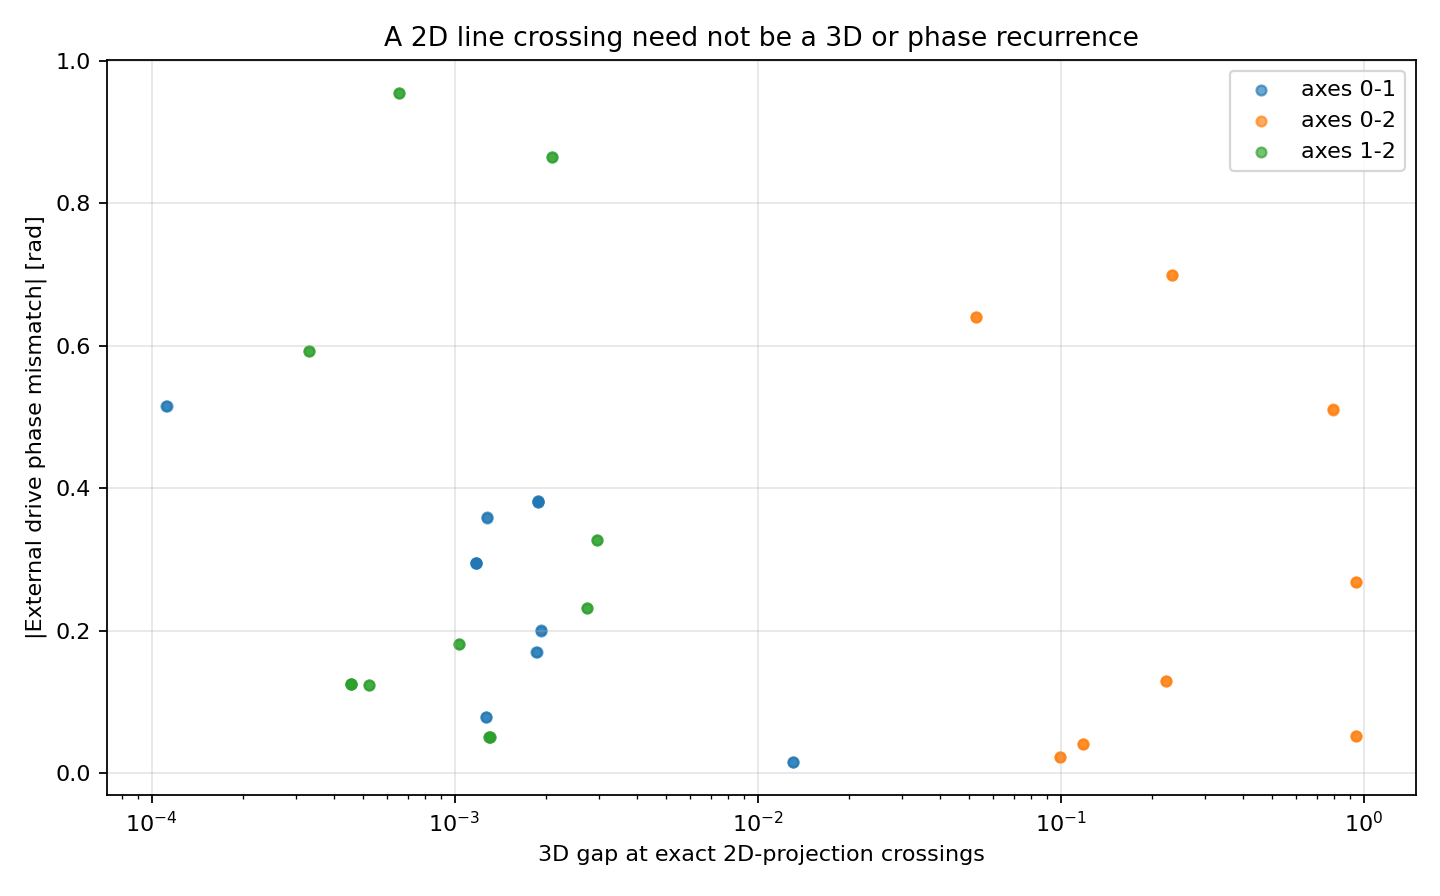 A 2D line crossing need not be a 3D or phase recurrence
axes 0-1
axes 0-2
axes 1-2
|External drive phase mismatch| [rad]
1.0
0.8
0.6
0.4
0.2
0.0
10⁻⁴ 10⁻³ 10⁻² 10⁻¹ 10⁰
3D gap at exact 2D-projection crossings